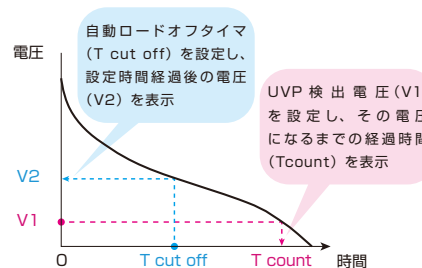 自動ロードオフタイマ
(T cut off) を設定し、
設定時間経過後の電圧
(V2) を表示
電圧
UVP 検出電圧(V1
を設定し、その電圧
になるまでの経過時間
(Tcount) を表示
V2
V1
O
T cut off
T count
時間